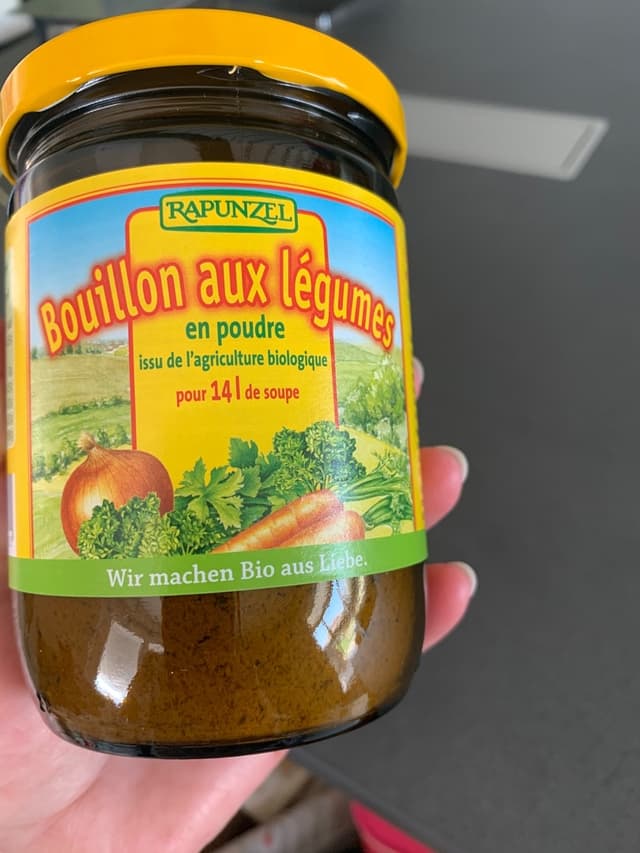 RAPUNZEL
Bouillon aux légumes
en poudre
issu de l'agriculture biologique
pour 14 l de soupe
Wir machen Bio aus Liebe.